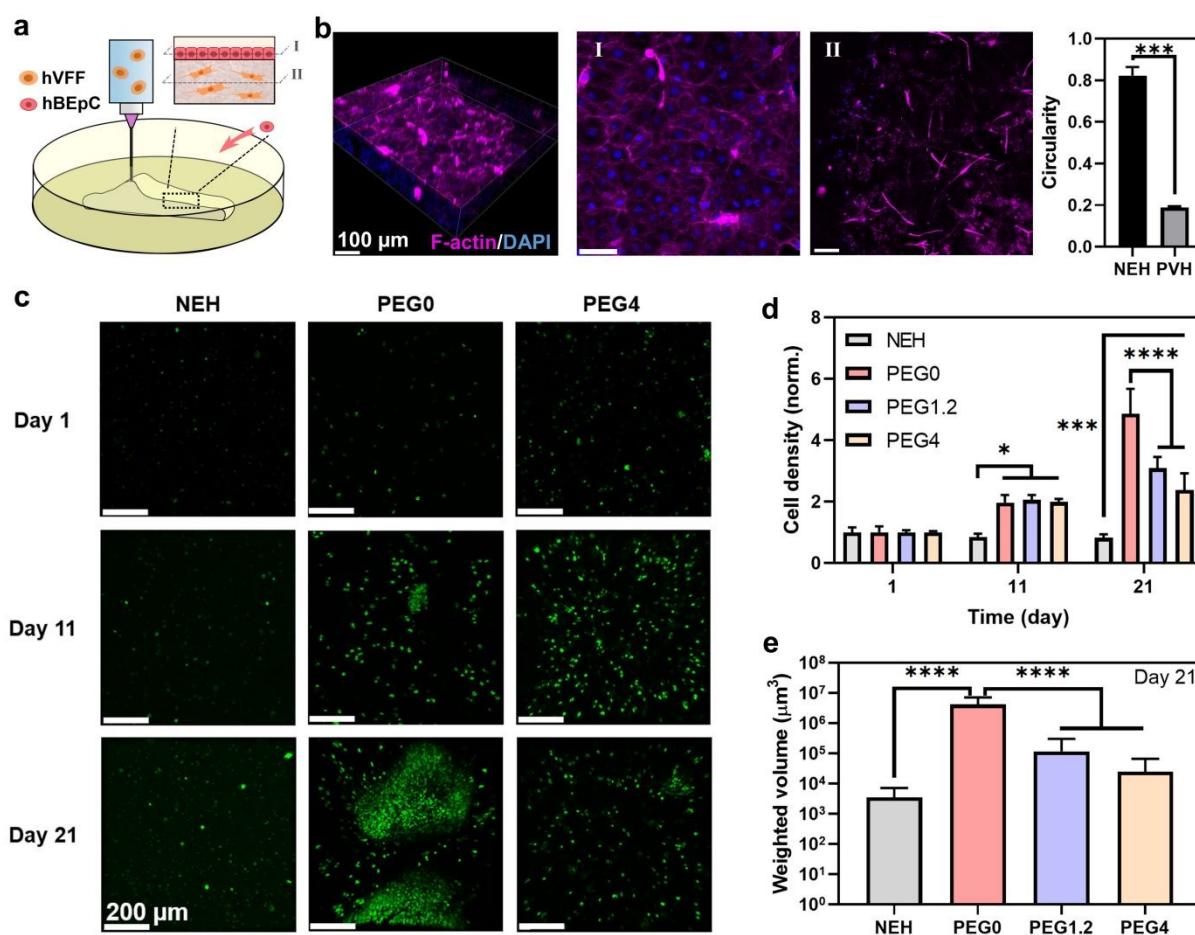 a
hVFF
hBEpC
I
II
b
100 µm
F-actin/DAPI
I
II
Circularity
1.0
0.8
0.6
0.4
0.2
0.0
***
NEH PVH
c
NEH PEG0 PEG4
Day 1
Day 11
Day 21
200 µm
d
Cell density (norm.)
8
6
4
2
0
NEH
PEG0
PEG1.2
PEG4
*
***
****
1 11 21
Time (day)
e
Weighted volume (µm³)
10⁸
10⁷
10⁶
10⁵
10⁴
10³
10²
10¹
10⁰
**** ****
Day 21
NEH PEG0 PEG1.2 PEG4